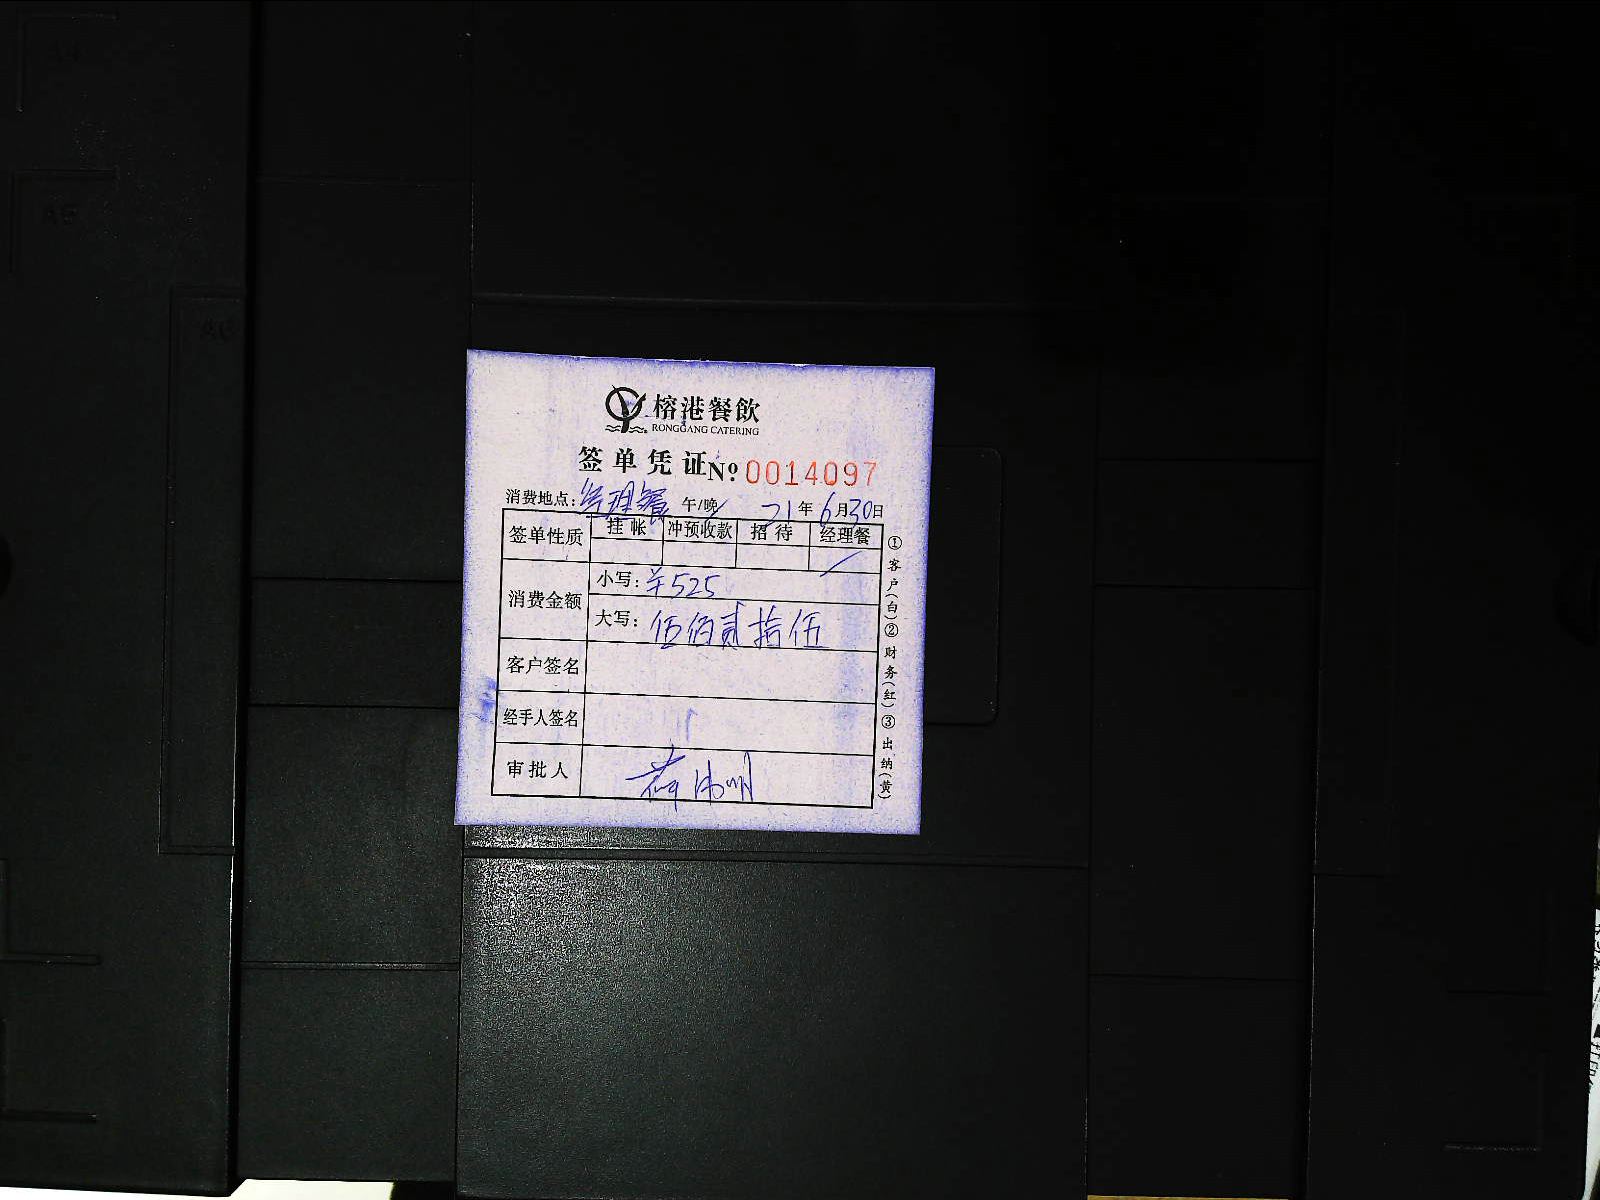 榕港餐飲
RONGGANG CATERING
签单凭证 № 0014097
消费地点：经理餐 午/晚 21年6月30日
签单性质 挂帐 冲预收款 招待 经理餐
消费金额 小写：¥525
大写：伍佰贰拾伍
客户签名
经手人签名
审批人
①客户(白)②财务(红)③出纳(黄)
A4
A5